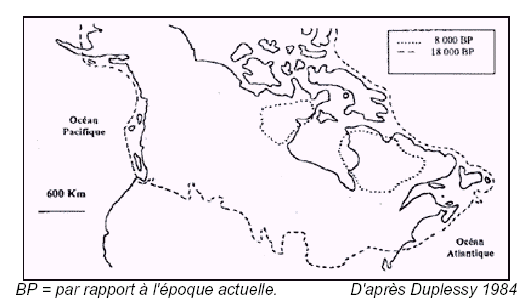 8 000 BP
18 000 BP
Océan
Pacifique
600 Km
Océan
Atlantique
BP = par rapport à l'époque actuelle. D'après Duplessy 1984